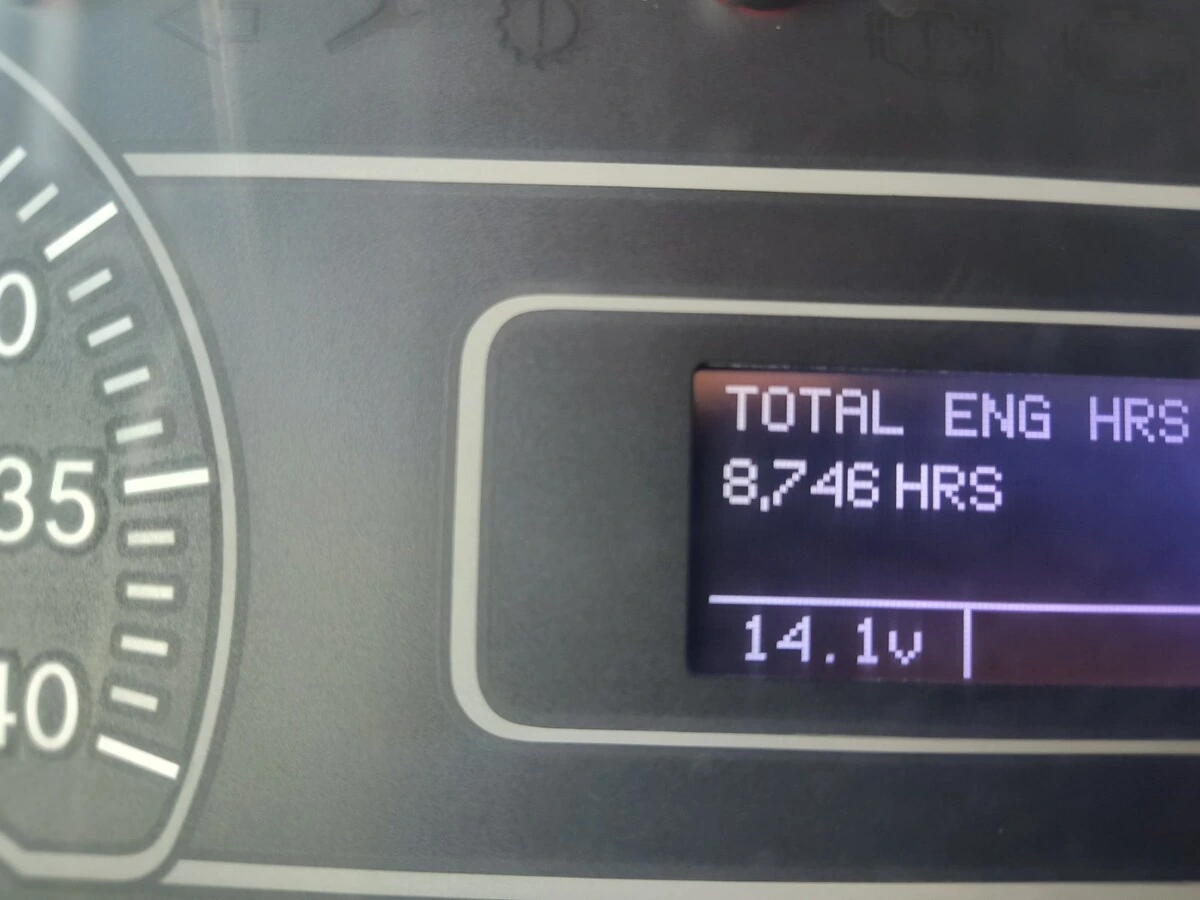 35
40
TOTAL ENG HRS
8,746 HRS
14.1v